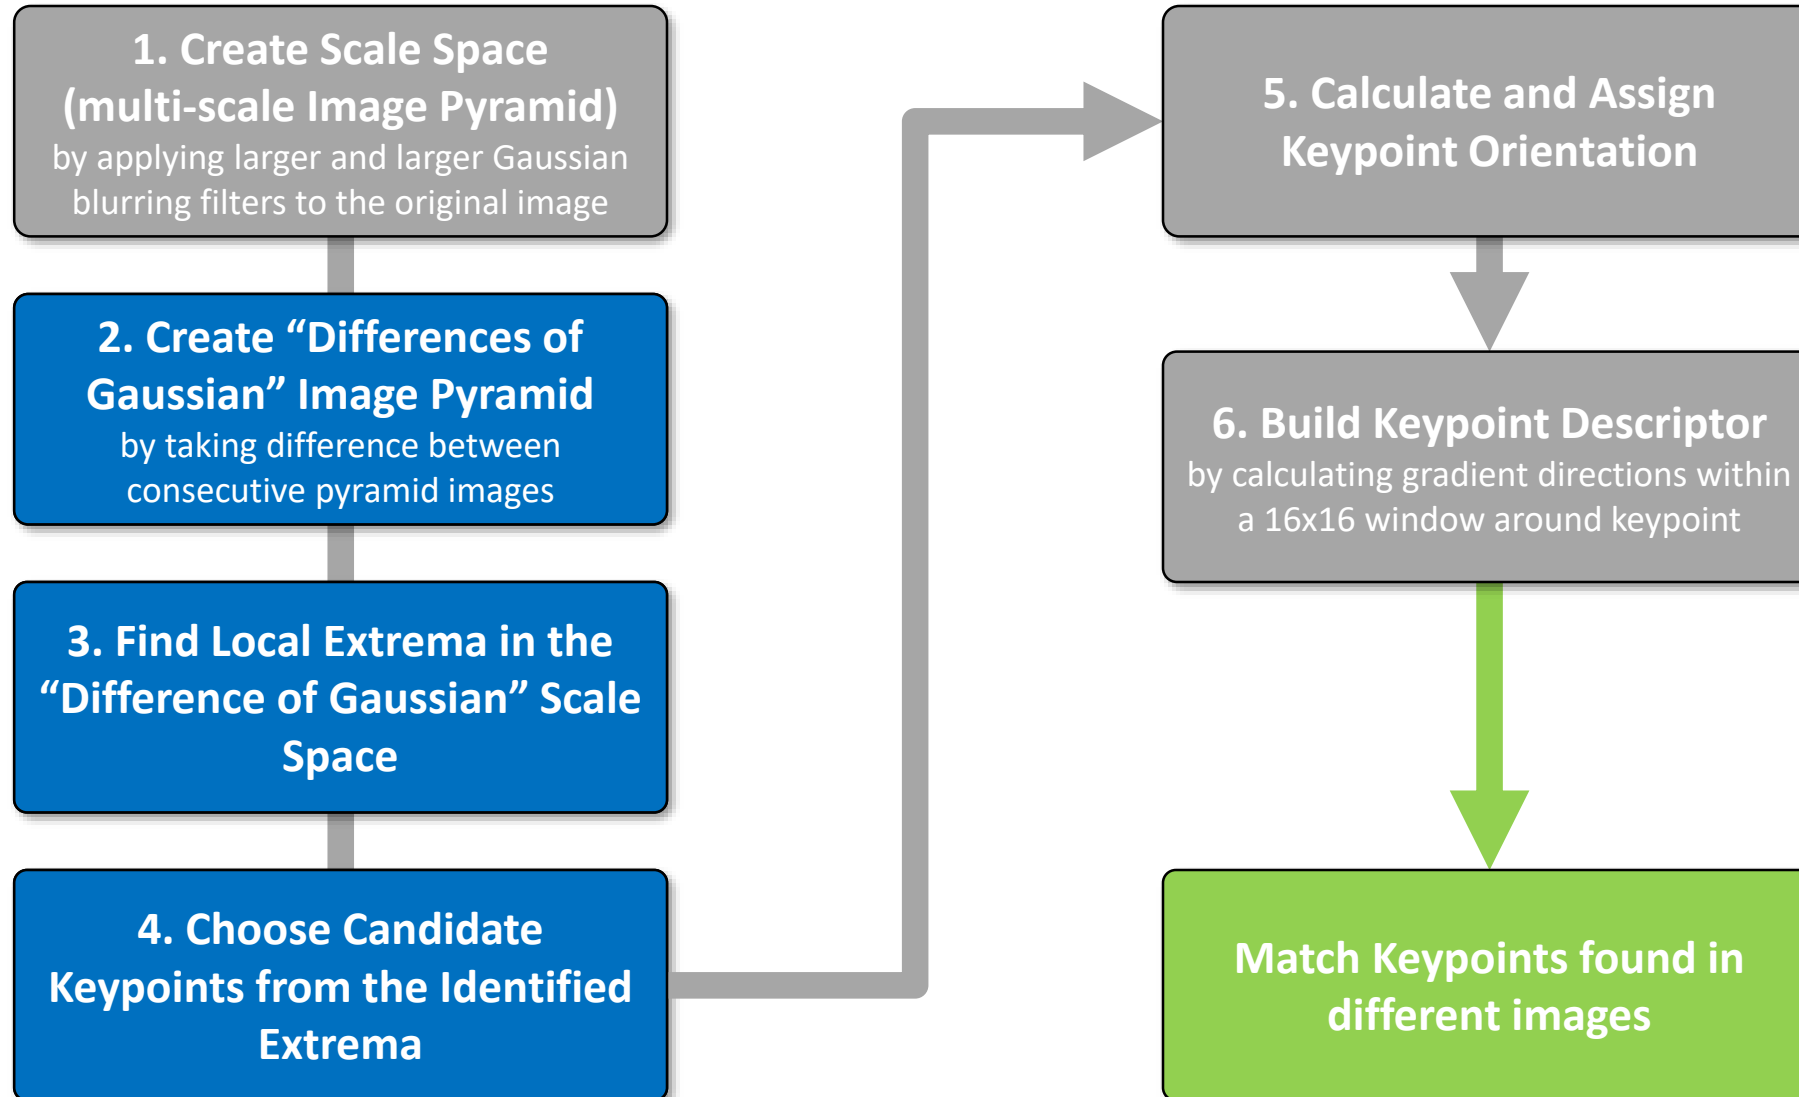 1. Create Scale Space
(multi-scale Image Pyramid)
by applying larger and larger Gaussian
blurring filters to the original image
2. Create “Differences of
Gaussian” Image Pyramid
by taking difference between
consecutive pyramid images
3. Find Local Extrema in the
“Difference of Gaussian” Scale
Space
4. Choose Candidate
Keypoints from the Identified
Extrema
5. Calculate and Assign
Keypoint Orientation
6. Build Keypoint Descriptor
by calculating gradient directions within
a 16x16 window around keypoint
Match Keypoints found in
different images